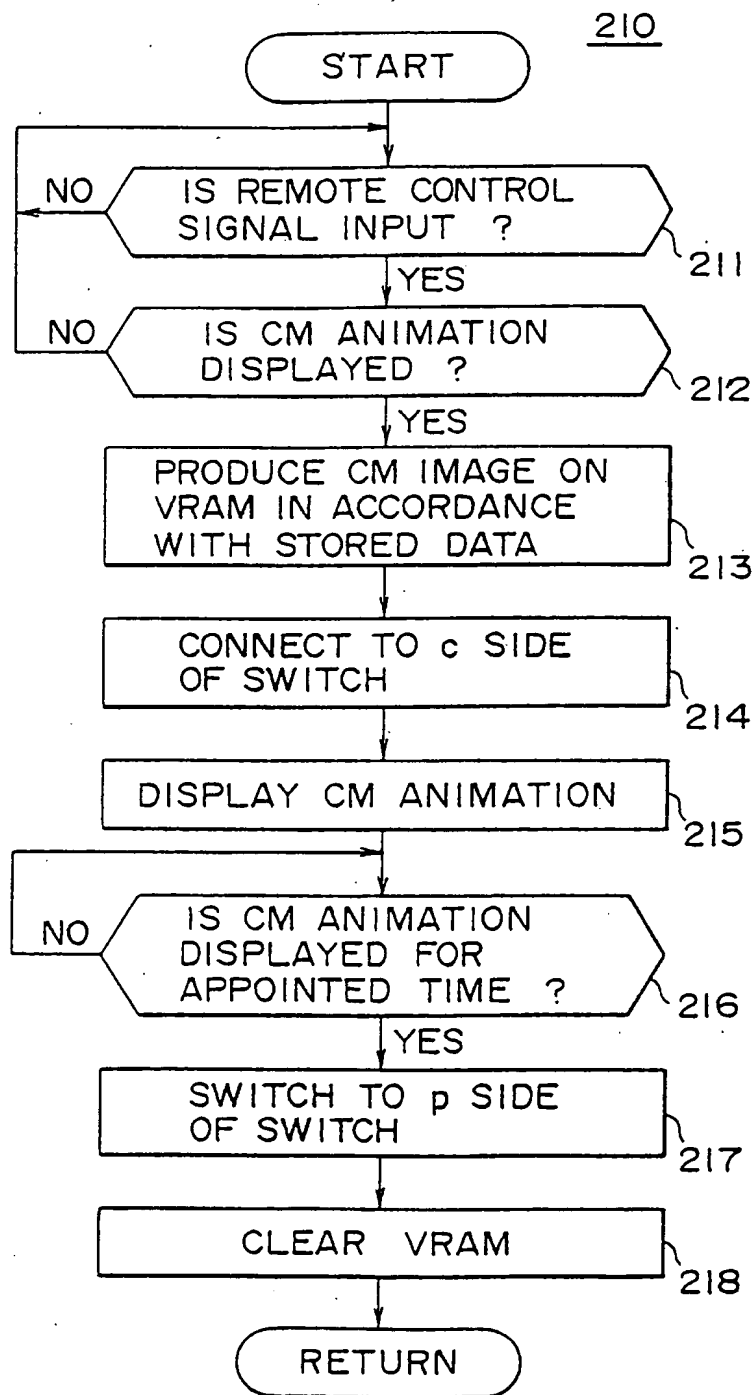 210
START
IS REMOTE CONTROL
SIGNAL INPUT ?
NO
211
YES
IS CM ANIMATION
DISPLAYED ?
NO
212
YES
PRODUCE CM IMAGE ON
VRAM IN ACCORDANCE
WITH STORED DATA
213
CONNECT TO c SIDE
OF SWITCH
214
DISPLAY CM ANIMATION
215
IS CM ANIMATION
DISPLAYED FOR
APPOINTED TIME ?
NO
216
YES
SWITCH TO p SIDE
OF SWITCH
217
CLEAR VRAM
218
RETURN